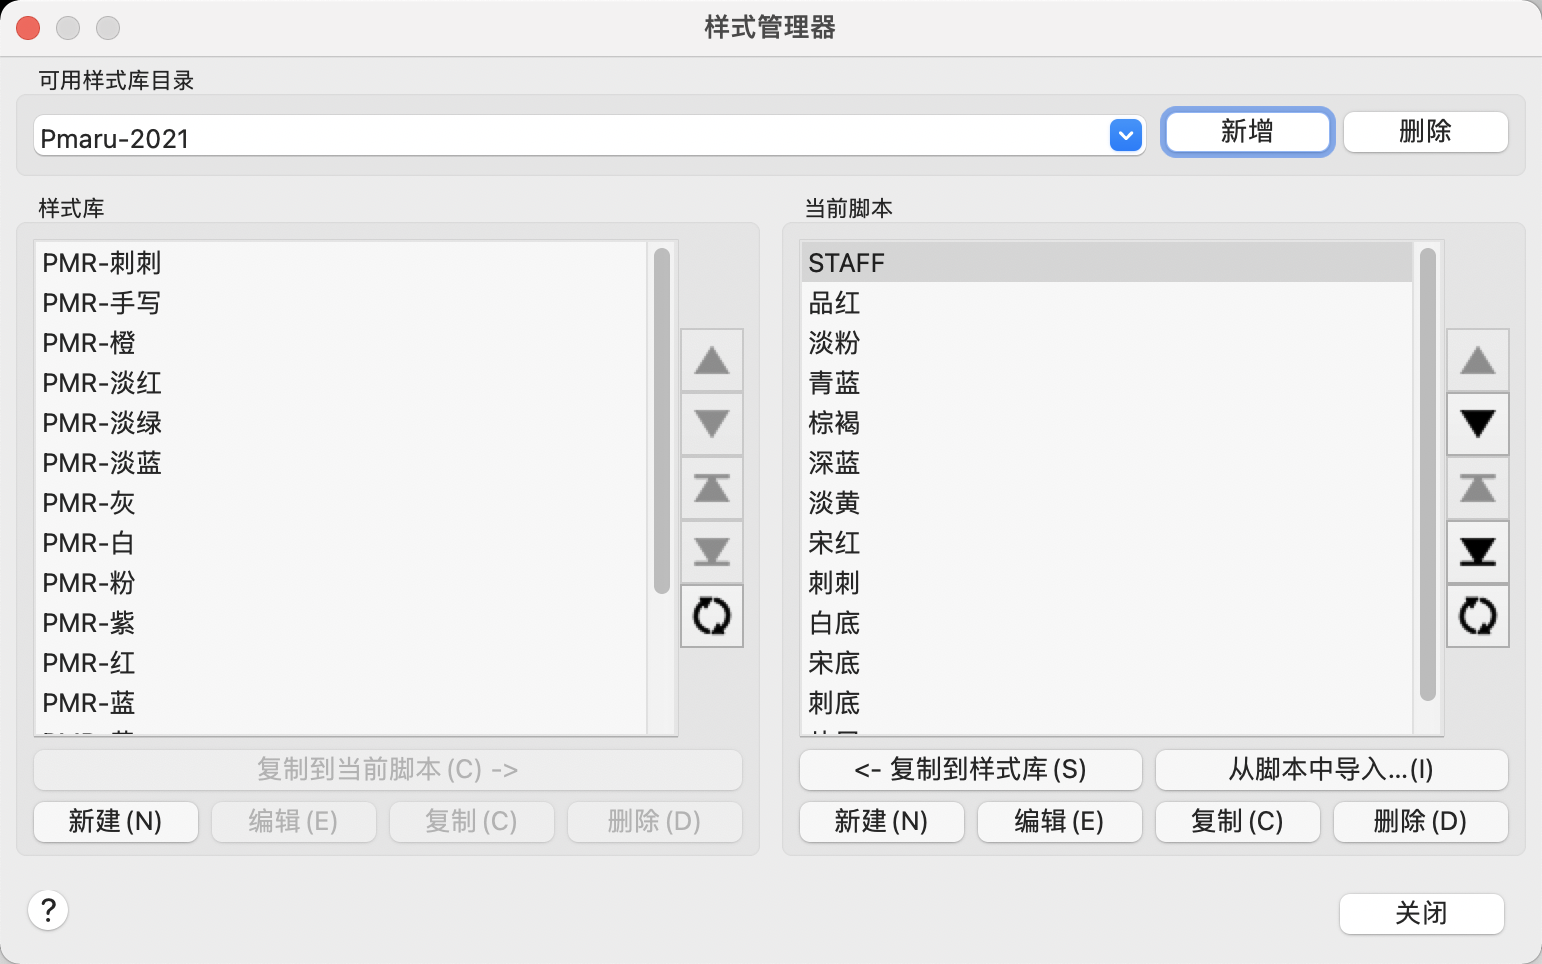 样式管理器
可用样式库目录
Pmaru-2021
新增
删除
样式库
PMR-刺刺
PMR-手写
PMR-橙
PMR-淡红
PMR-淡绿
PMR-淡蓝
PMR-灰
PMR-白
PMR-粉
PMR-紫
PMR-红
PMR-蓝
复制到当前脚本(C) ->
新建(N)
编辑(E)
复制(C)
删除(D)
当前脚本
STAFF
品红
淡粉
青蓝
棕褐
深蓝
淡黄
宋红
刺刺
白底
宋底
刺底
<- 复制到样式库(S)
从脚本中导入...(I)
新建(N)
编辑(E)
复制(C)
删除(D)
?
关闭